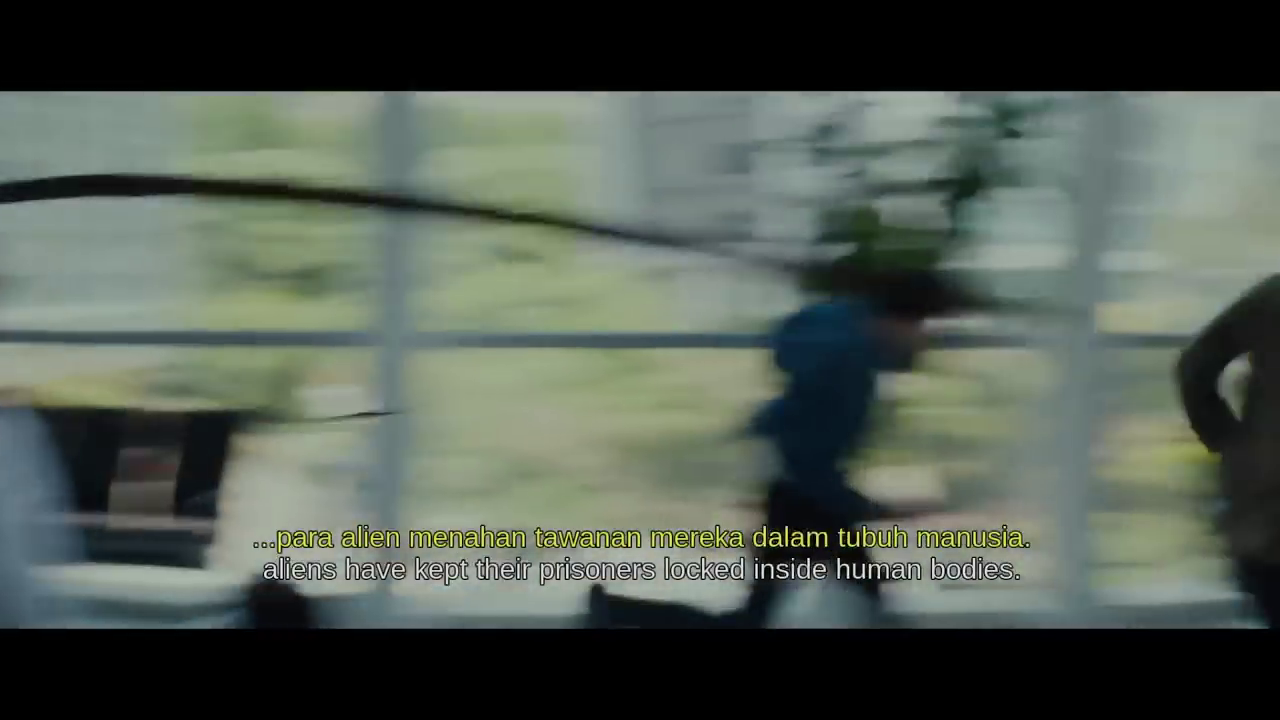 ...para alien menahan tawanan mereka dalam tubuh manusia.
aliens have kept their prisoners locked inside human bodies.